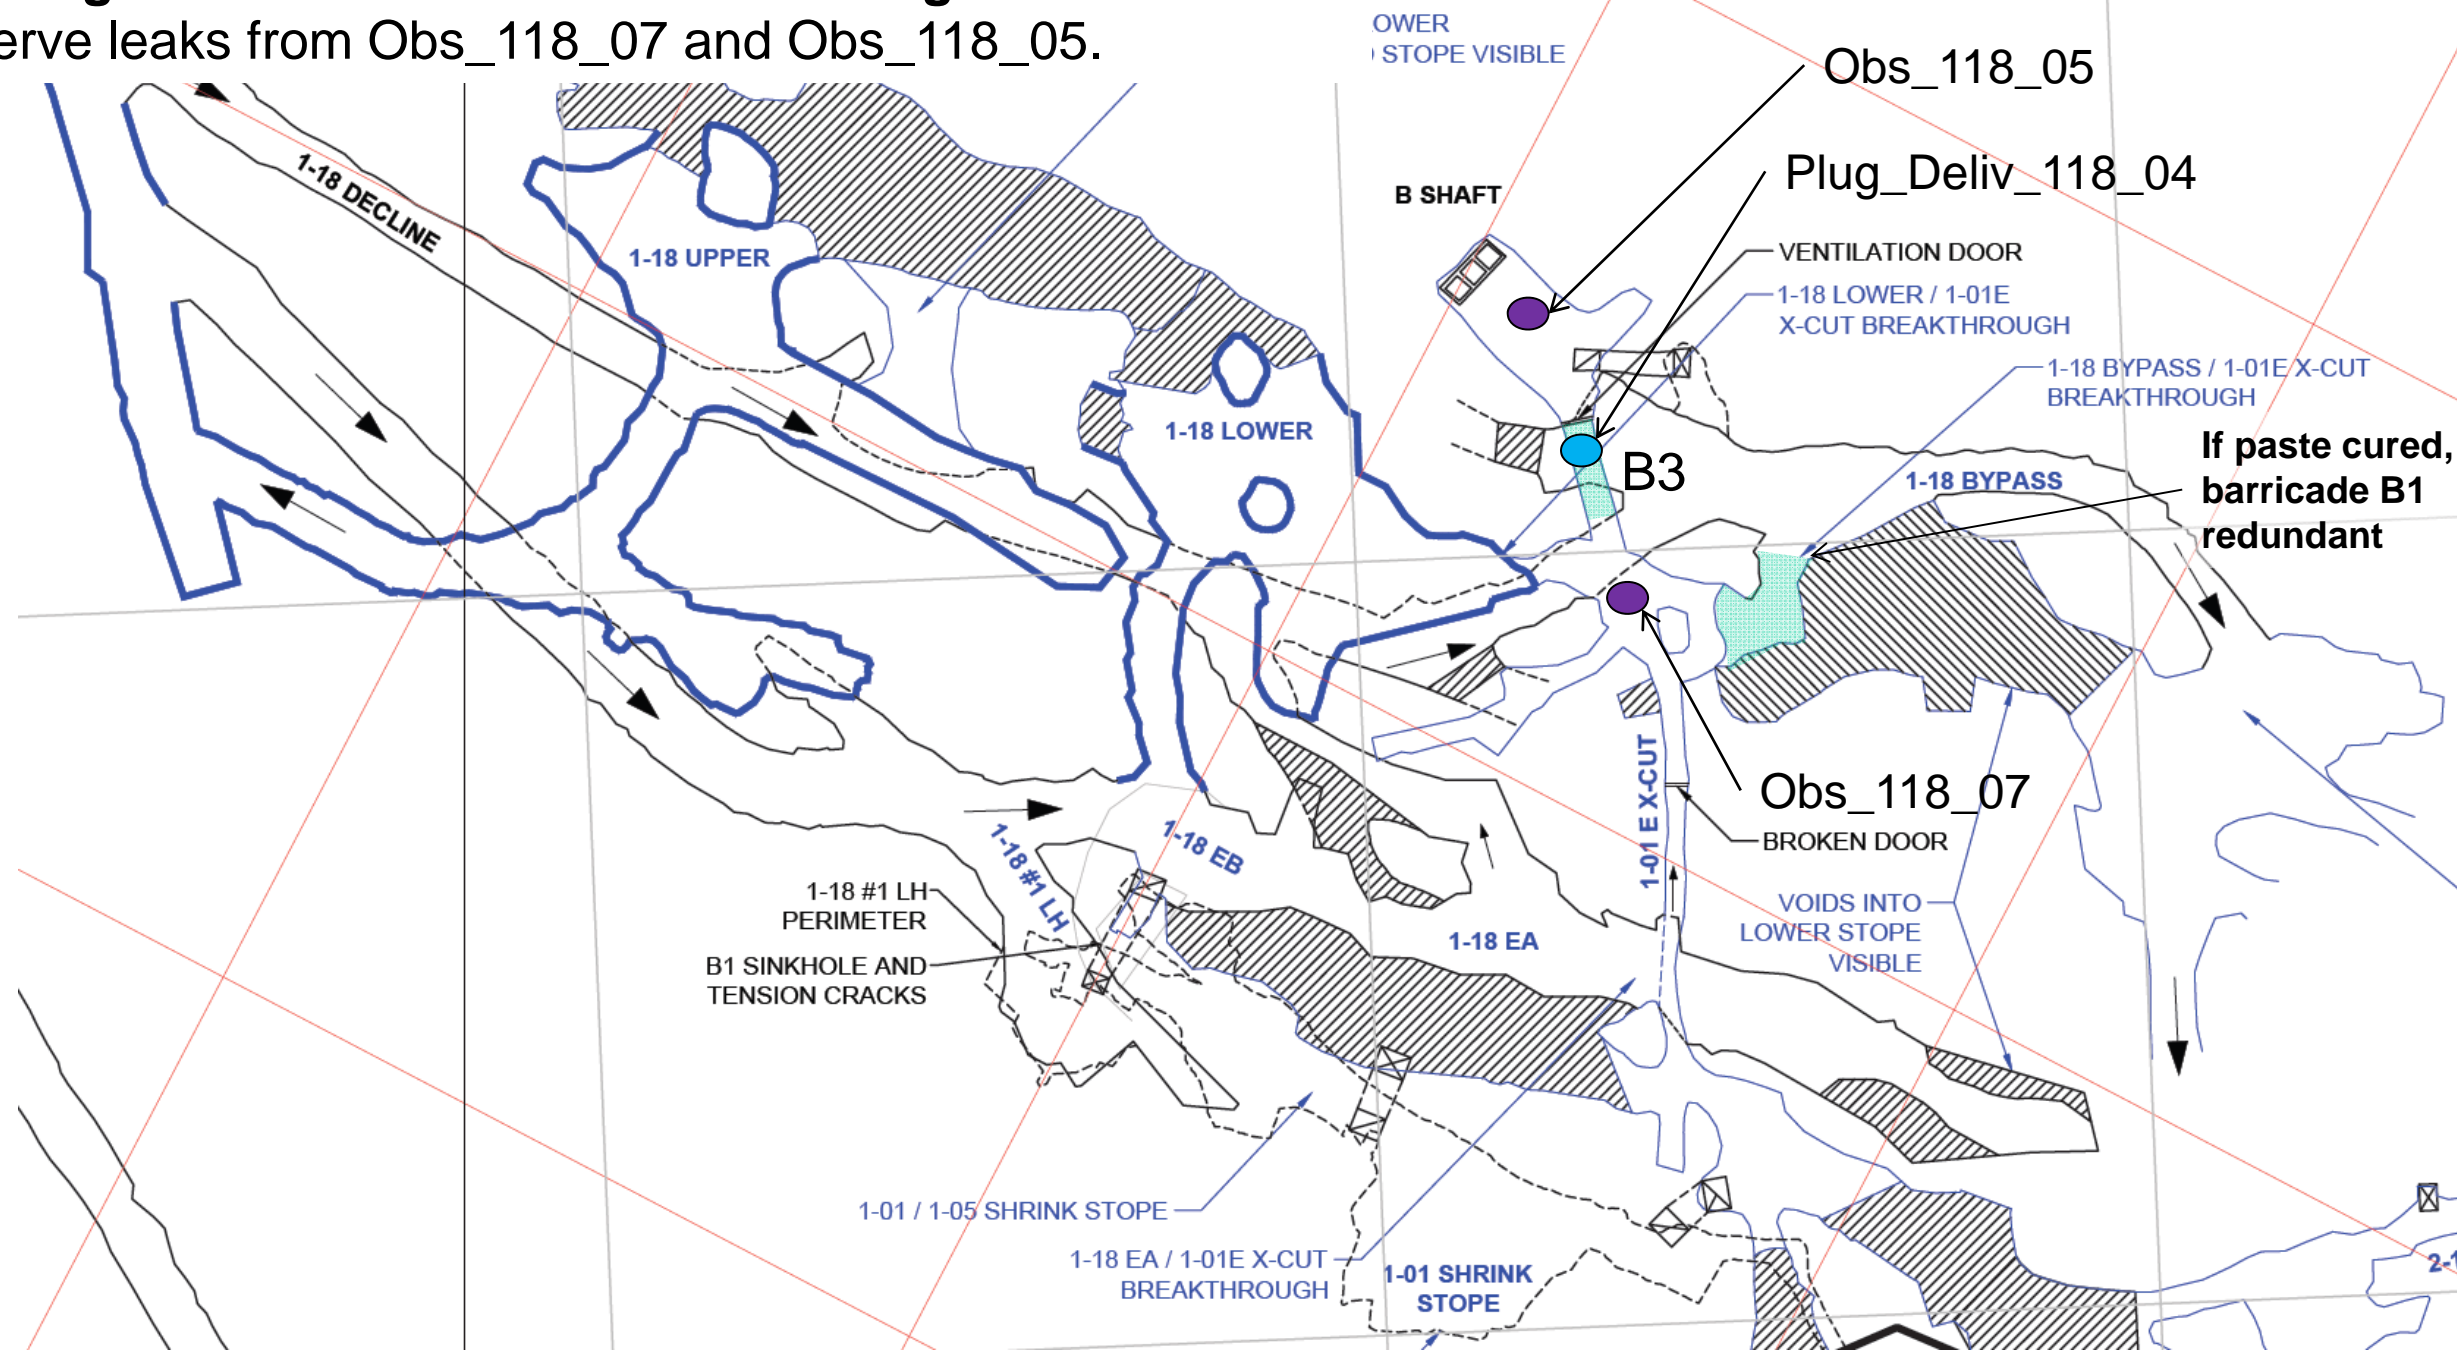 erve leaks from Obs_118_07 and Obs_118_05.
OWER
STOPE VISIBLE
Obs_118_05
Plug_Deliv_118_04
B SHAFT
VENTILATION DOOR
1-18 LOWER / 1-01E
X-CUT BREAKTHROUGH
1-18 BYPASS / 1-01E X-CUT
BREAKTHROUGH
If paste cured,
barricade B1
redundant
1-18 DECLINE
1-18 UPPER
1-18 LOWER
B3
1-18 BYPASS
1-01 E X-CUT
Obs_118_07
BROKEN DOOR
1-18 #1 LH
1-18 EB
1-18 #1 LH
PERIMETER
B1 SINKHOLE AND
TENSION CRACKS
1-18 EA
VOIDS INTO
LOWER STOPE
VISIBLE
1-01 / 1-05 SHRINK STOPE
1-18 EA / 1-01E X-CUT
BREAKTHROUGH
1-01 SHRINK
STOPE